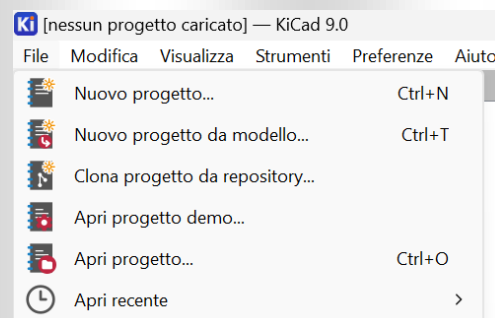 Ki [nessun progetto caricato] — KiCad 9.0
File Modifica Visualizza Strumenti Preferenze Aiuto
Nuovo progetto... Ctrl+N
Nuovo progetto da modello... Ctrl+T
Clona progetto da repository...
Apri progetto demo...
Apri progetto... Ctrl+O
Apri recente